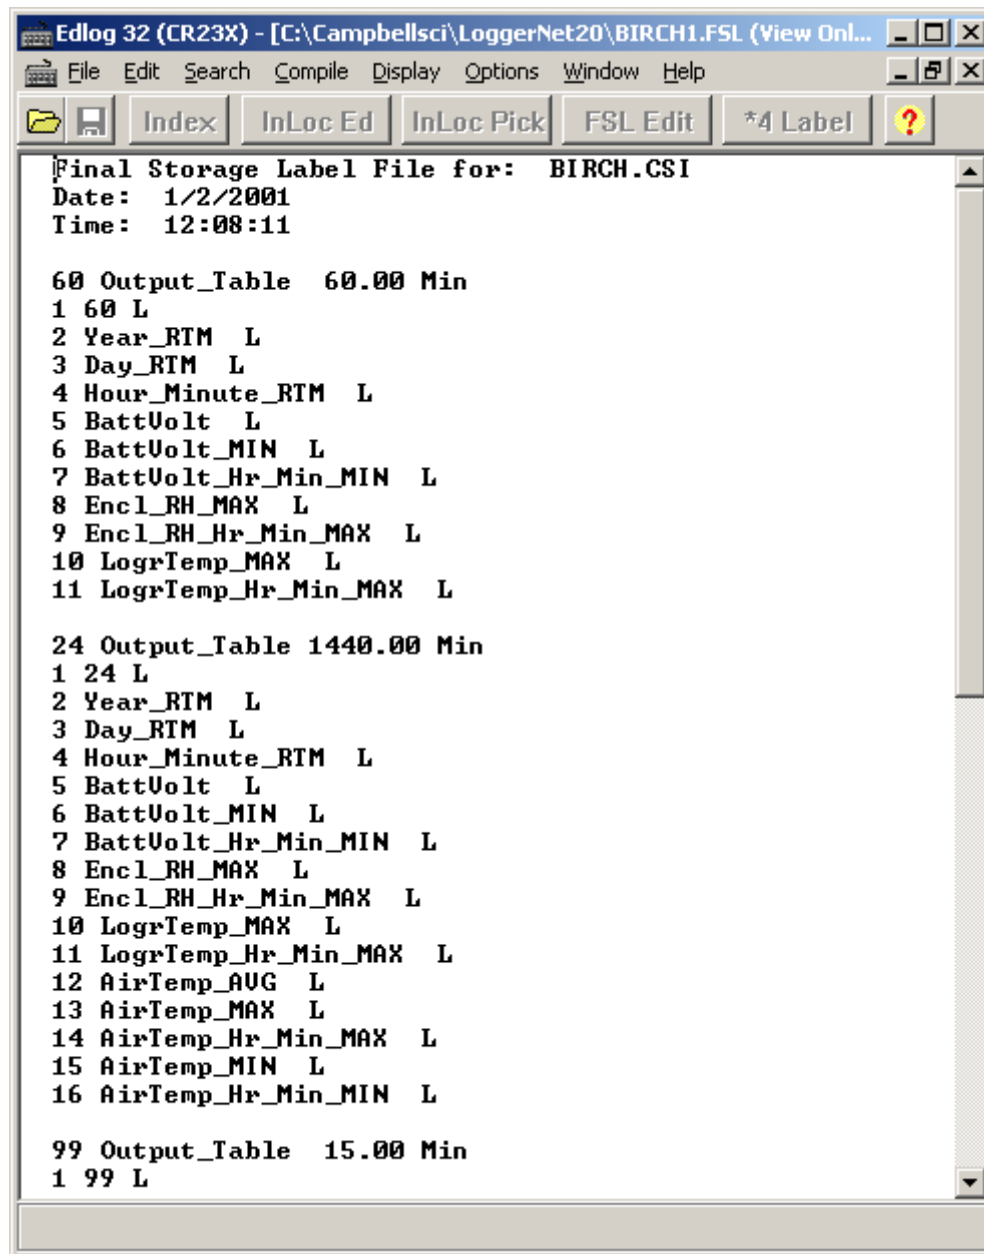 Edlog 32 (CR23X) - [C:\Campbellsci\LoggerNet20\BIRCH1.FSL (View Onl...
File Edit Search Compile Display Options Window Help
Index InLoc Ed InLoc Pick FSL Edit *4 Label ?
Final Storage Label File for:  BIRCH.CSI
Date:  1/2/2001
Time:  12:08:11
60 Output_Table  60.00 Min
1 60 L
2 Year_RTM  L
3 Day_RTM  L
4 Hour_Minute_RTM  L
5 BattVolt  L
6 BattVolt_MIN  L
7 BattVolt_Hr_Min_MIN  L
8 Encl_RH_MAX  L
9 Encl_RH_Hr_Min_MAX  L
10 LogrTemp_MAX  L
11 LogrTemp_Hr_Min_MAX  L
24 Output_Table 1440.00 Min
1 24 L
2 Year_RTM  L
3 Day_RTM  L
4 Hour_Minute_RTM  L
5 BattVolt  L
6 BattVolt_MIN  L
7 BattVolt_Hr_Min_MIN  L
8 Encl_RH_MAX  L
9 Encl_RH_Hr_Min_MAX  L
10 LogrTemp_MAX  L
11 LogrTemp_Hr_Min_MAX  L
12 AirTemp_AVG  L
13 AirTemp_MAX  L
14 AirTemp_Hr_Min_MAX  L
15 AirTemp_MIN  L
16 AirTemp_Hr_Min_MIN  L
99 Output_Table  15.00 Min
1 99 L